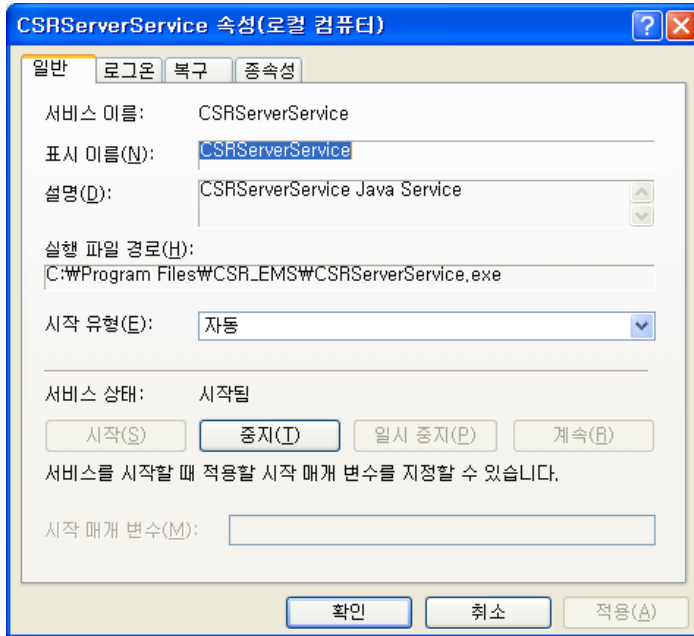 CSRServerService 속성(로컬 컴퓨터)
일반 로그온 복구 종속성
서비스 이름: CSRServerService
표시 이름(N): CSRServerService
설명(D): CSRServerService Java Service
실행 파일 경로(H):
C:₩Program Files₩CSR_EMS₩CSRServerService.exe
시작 유형(E): 자동
서비스 상태: 시작됨
시작(S) 중지(T) 일시 중지(P) 계속(R)
서비스를 시작할 때 적용할 시작 매개 변수를 지정할 수 있습니다.
시작 매개 변수(M):
확인 취소 적용(A)